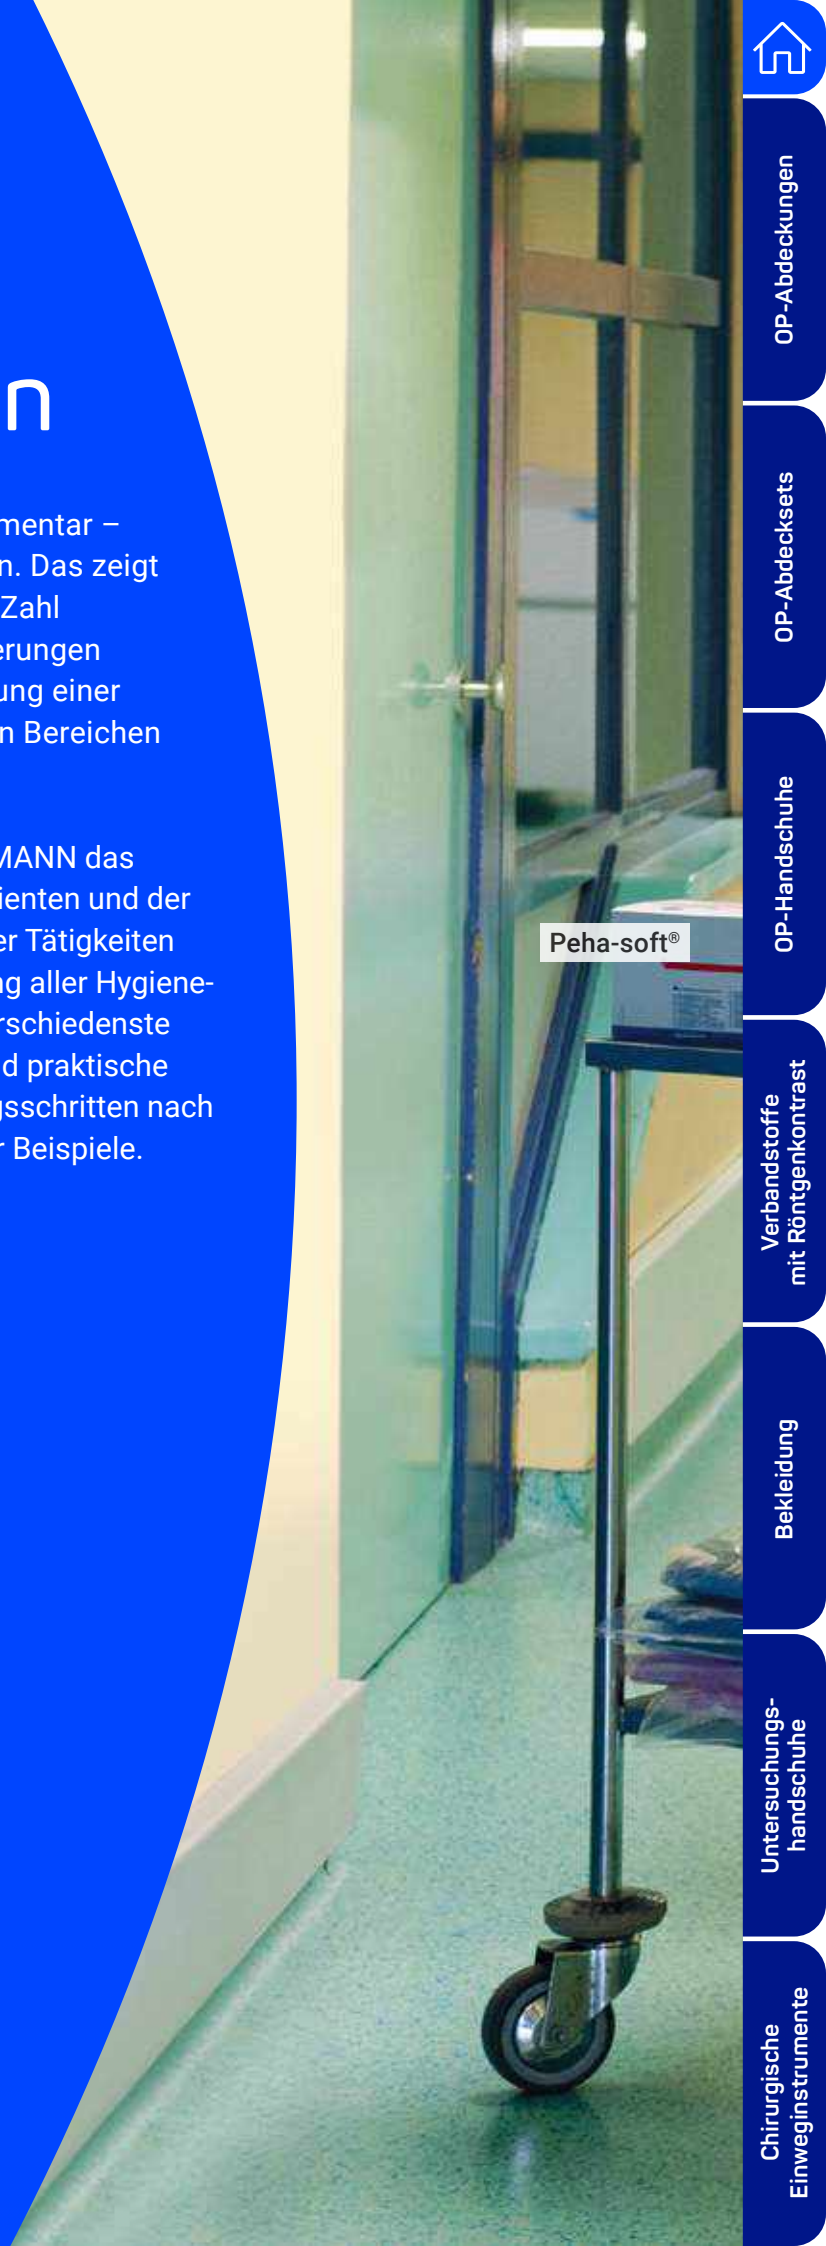 n
mentar –
n. Das zeigt
Zahl
erungen
ung einer
n Bereichen
MANN das
ienten und der
er Tätigkeiten
ng aller Hygiene-
rschiedenste
d praktische
gsschritten nach
r Beispiele.
Peha-soft®
OP-Abdeckungen
OP-Abdecksets
OP-Handschuhe
Verbandstoffe
mit Röntgenkontrast
Bekleidung
Untersuchungs-
handschuhe
Chirurgische
Einweginstrumente